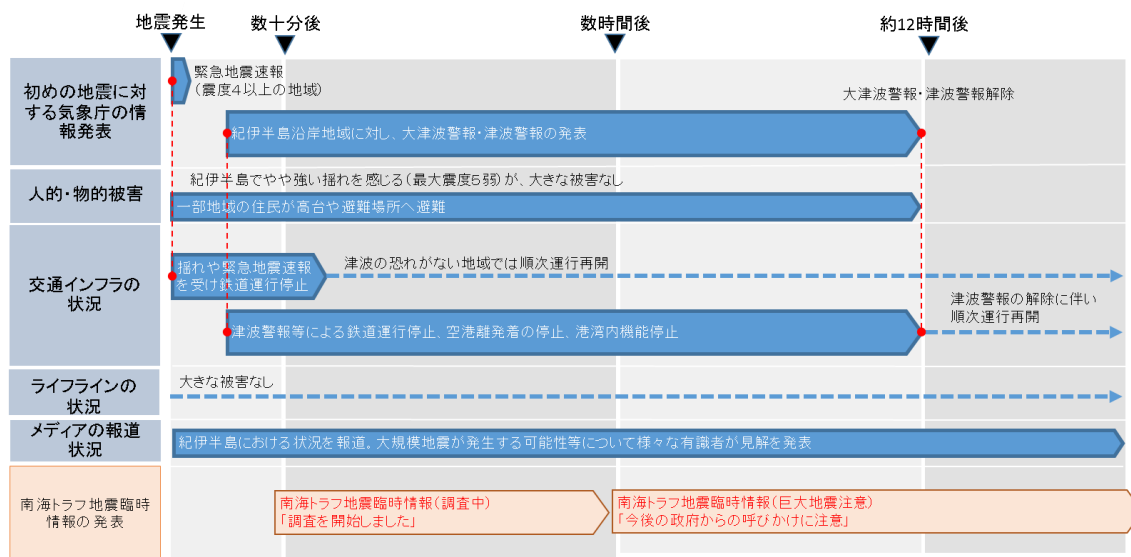 地震発生
数十分後
数時間後
約12時間後
初めの地震に対
する気象庁の情
報発表
緊急地震速報
(震度4以上の地域)
大津波警報・津波警報解除
紀伊半島沿岸地域に対し、大津波警報・津波警報の発表
人的・物的被害
紀伊半島でやや強い揺れを感じる(最大震度5弱)が、大きな被害なし
一部地域の住民が高台や避難場所へ避難
交通インフラの
状況
揺れや緊急地震速報
を受け鉄道運行停止
津波の恐れがない地域では順次運行再開
津波警報等による鉄道運行停止、空港離発着の停止、港湾内機能停止
津波警報の解除に伴い
順次運行再開
ライフラインの
状況
大きな被害なし
メディアの報道
状況
紀伊半島における状況を報道。大規模地震が発生する可能性等について様々な有識者が見解を発表
南海トラフ地震臨時
情報の発表
南海トラフ地震臨時情報(調査中)
「調査を開始しました」
南海トラフ地震臨時情報(巨大地震注意)
「今後の政府からの呼びかけに注意」